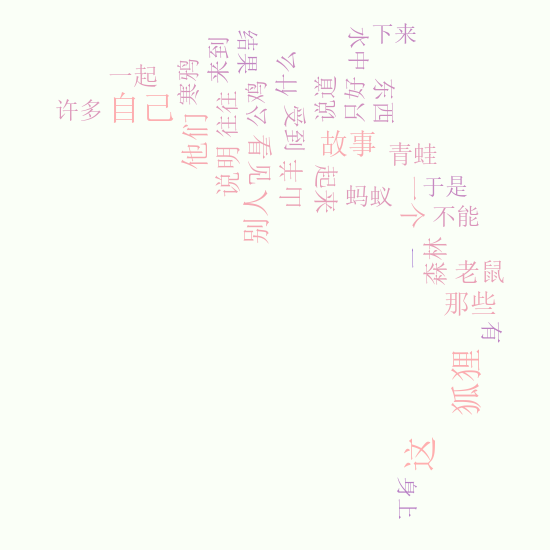 下来
水中
结果
来到
寒鸦
一起
许多
自己
什么
公鸡
往往
他们
说道
只好
东西
受到
看见
说明
故事
青蛙
山羊
起来
别人
蚂蚁
一个
于是
不能
一
森林
老鼠
那些
有
狐狸
这
身上